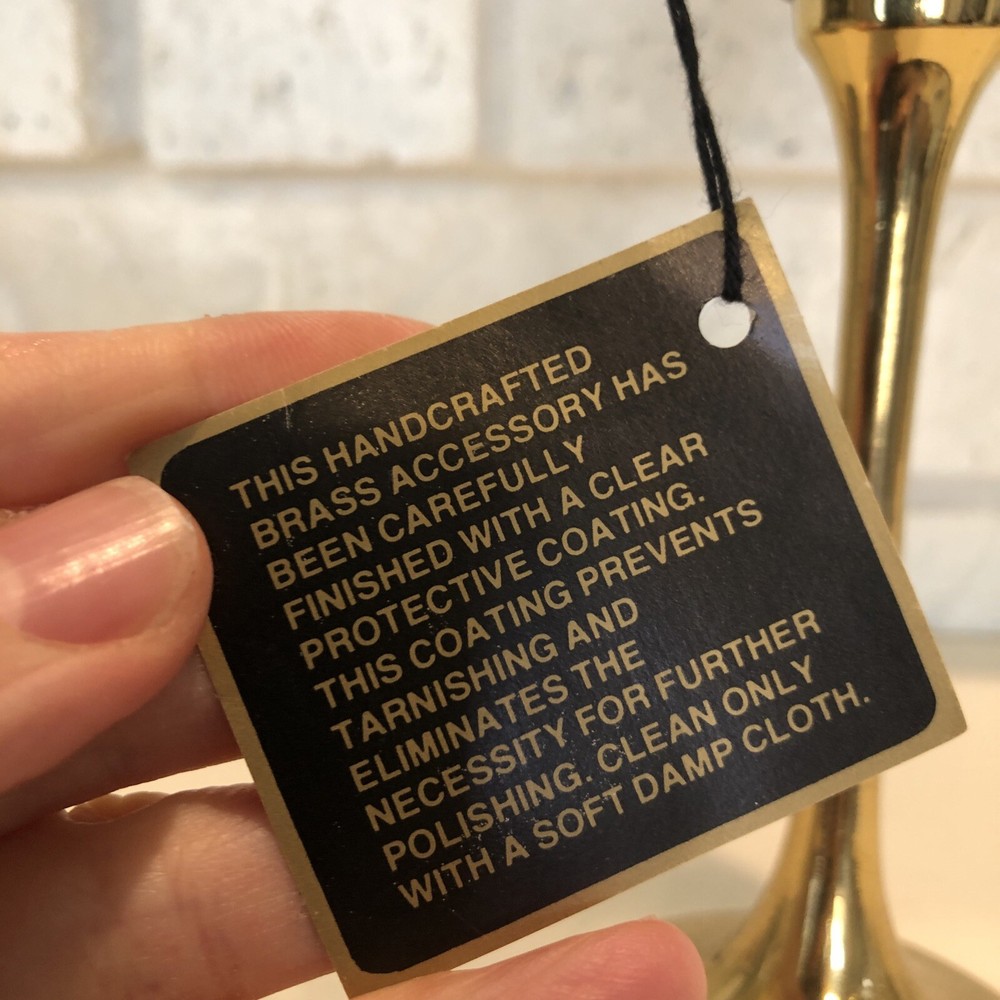 THIS HANDCRAFTED
BRASS ACCESSORY HAS
BEEN CAREFULLY
FINISHED WITH A CLEAR
PROTECTIVE COATING.
THIS COATING PREVENTS
TARNISHING AND
ELIMINATES THE
NECESSITY FOR FURTHER
POLISHING. CLEAN ONLY
WITH A SOFT DAMP CLOTH.